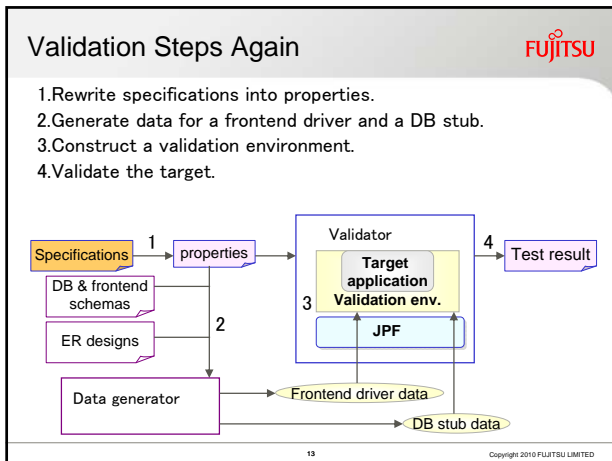 Validation Steps Again
FUJITSU
1.Rewrite specifications into properties.
2.Generate data for a frontend driver and a DB stub.
3.Construct a validation environment.
4.Validate the target.
Specifications
1
properties
Validator
4
Test result
Target
application
Validation env.
DB & frontend
schemas
3
2
JPF
ER designs
Data generator
Frontend driver data
DB stub data
13
Copyright 2010 FUJITSU LIMITED